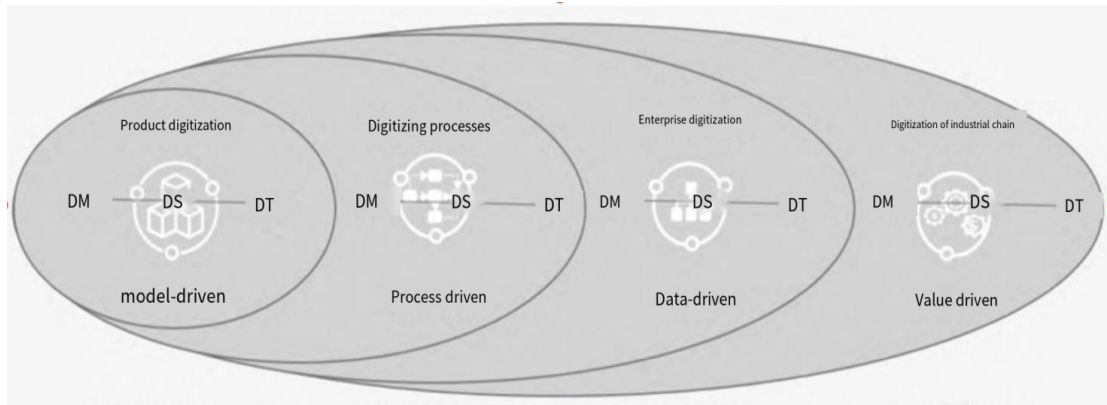 Product digitization
Digitizing processes
Enterprise digitization
Digitization of industrial chain
DM DS DT
DM DS DT
DM DS DT
DM DS DT
model-driven
Process driven
Data-driven
Value driven